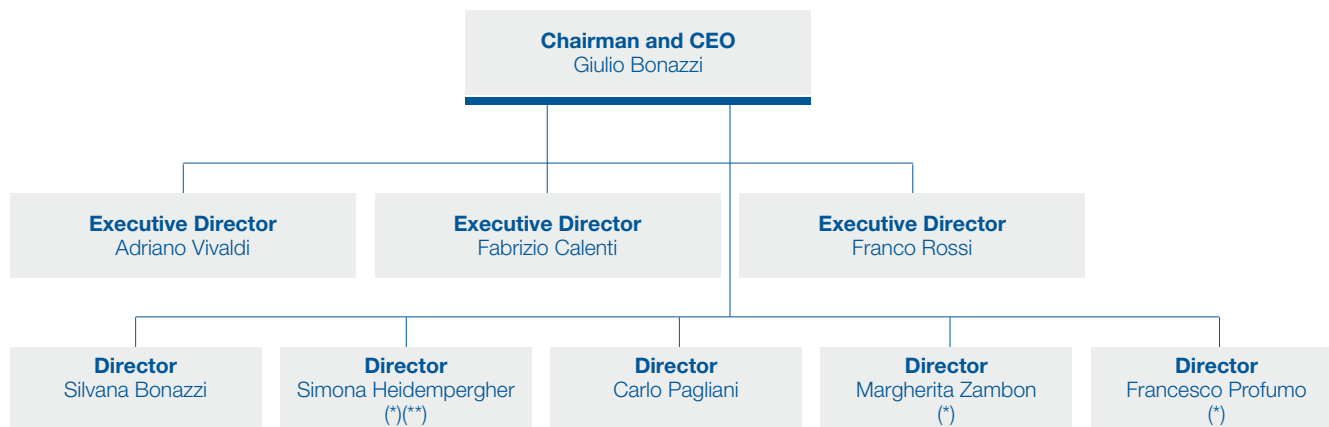 Chairman and CEO
Giulio Bonazzi
Executive Director
Adriano Vivaldi
Executive Director
Fabrizio Calenti
Executive Director
Franco Rossi
Director
Silvana Bonazzi
Director
Simona Heidempergher
(*)(**)
Director
Carlo Pagliani
Director
Margherita Zambon
(*)
Director
Francesco Profumo
(*)